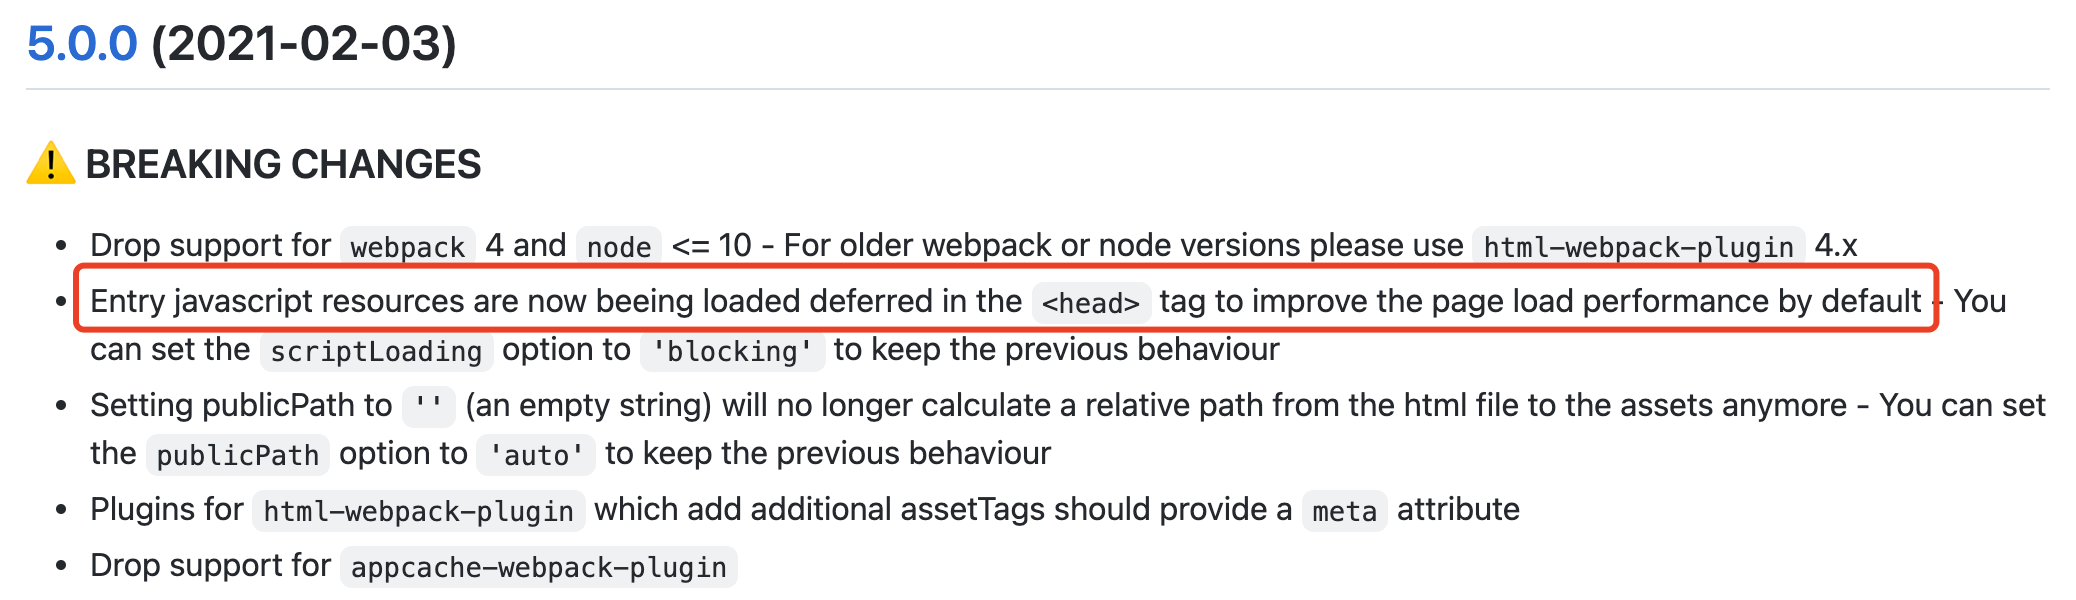 5.0.0 (2021-02-03)
⚠️ BREAKING CHANGES
• Drop support for webpack 4 and node <= 10 - For older webpack or node versions please use html-webpack-plugin 4.x
• Entry javascript resources are now beeing loaded deferred in the <head> tag to improve the page load performance by default - You
can set the scriptLoading option to 'blocking' to keep the previous behaviour
• Setting publicPath to '' (an empty string) will no longer calculate a relative path from the html file to the assets anymore - You can set
the publicPath option to 'auto' to keep the previous behaviour
• Plugins for html-webpack-plugin which add additional assetTags should provide a meta attribute
• Drop support for appcache-webpack-plugin